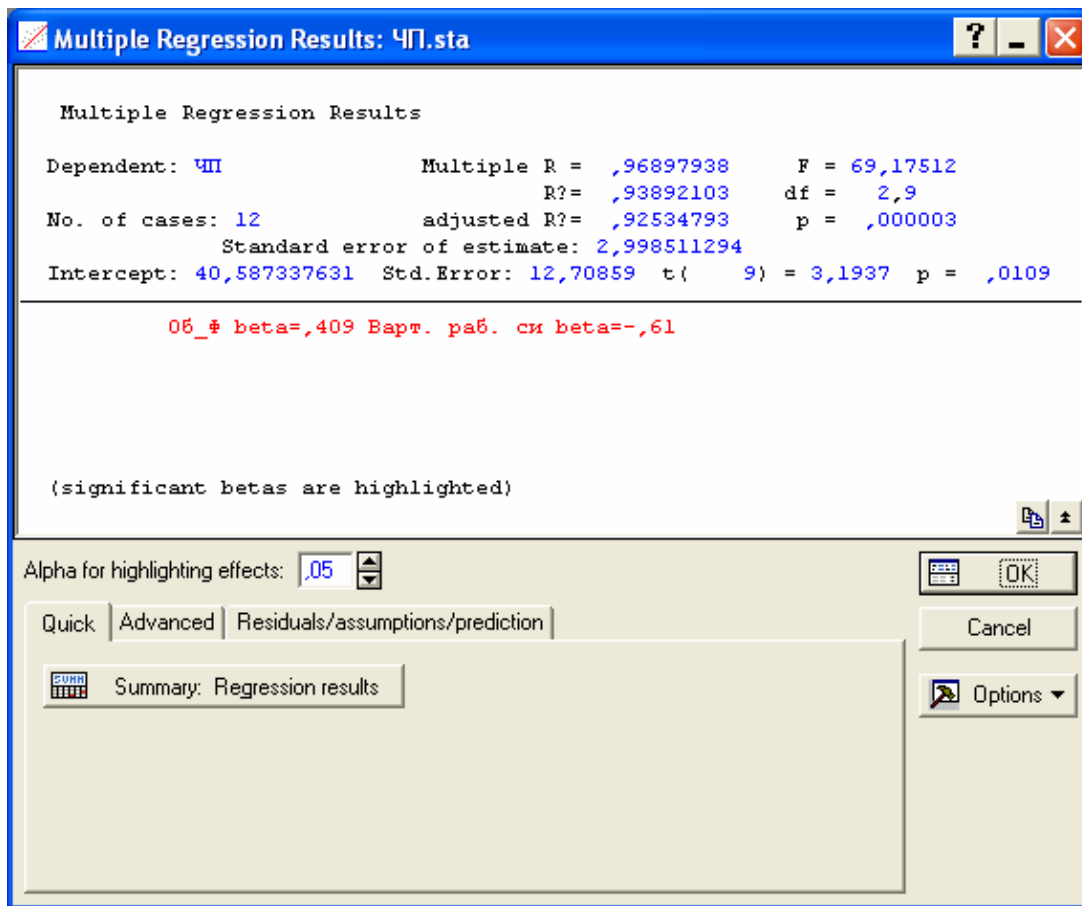 Multiple Regression Results: ЧП.sta
Multiple Regression Results
Dependent: ЧП Multiple R = ,96897938 F = 69,17512
R?= ,93892103 df = 2,9
No. of cases: 12 adjusted R?= ,92534793 p = ,000003
Standard error of estimate: 2,998511294
Intercept: 40,587337631 Std.Error: 12,70859 t( 9) = 3,1937 p = ,0109
Об_Ф beta=,409 Варт. раб. си beta=-,61
(significant betas are highlighted)
Alpha for highlighting effects: ,05
OK
Quick Advanced Residuals/assumptions/prediction
Cancel
SUMM Summary: Regression results
Options